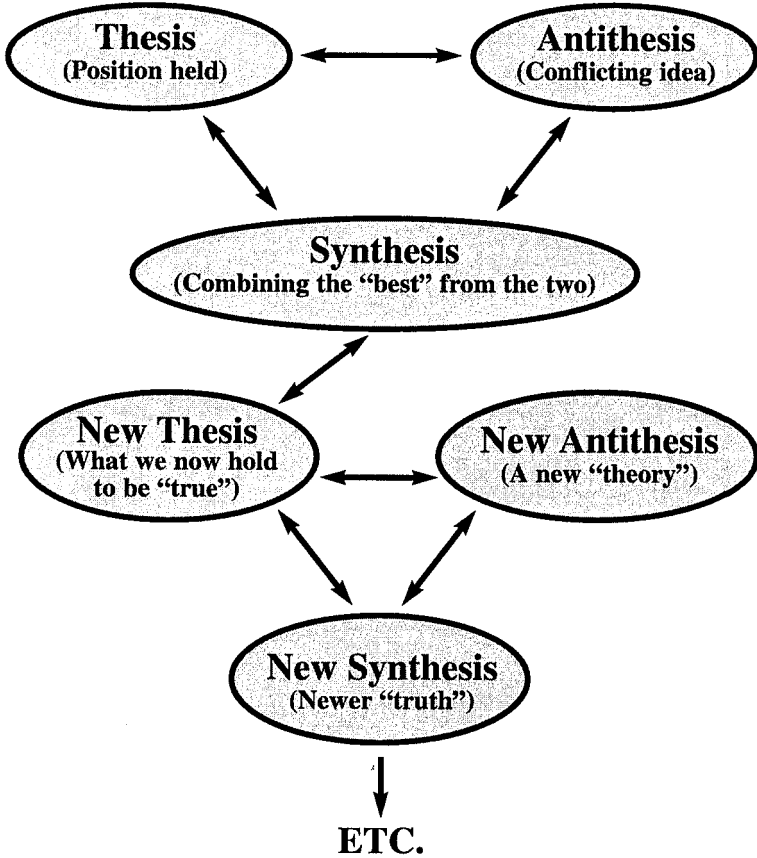 Thesis
(Position held)
Antithesis
(Conflicting idea)
Synthesis
(Combining the “best” from the two)
New Thesis
(What we now hold
to be “true”)
New Antithesis
(A new “theory”)
New Synthesis
(Newer “truth”)
ETC.